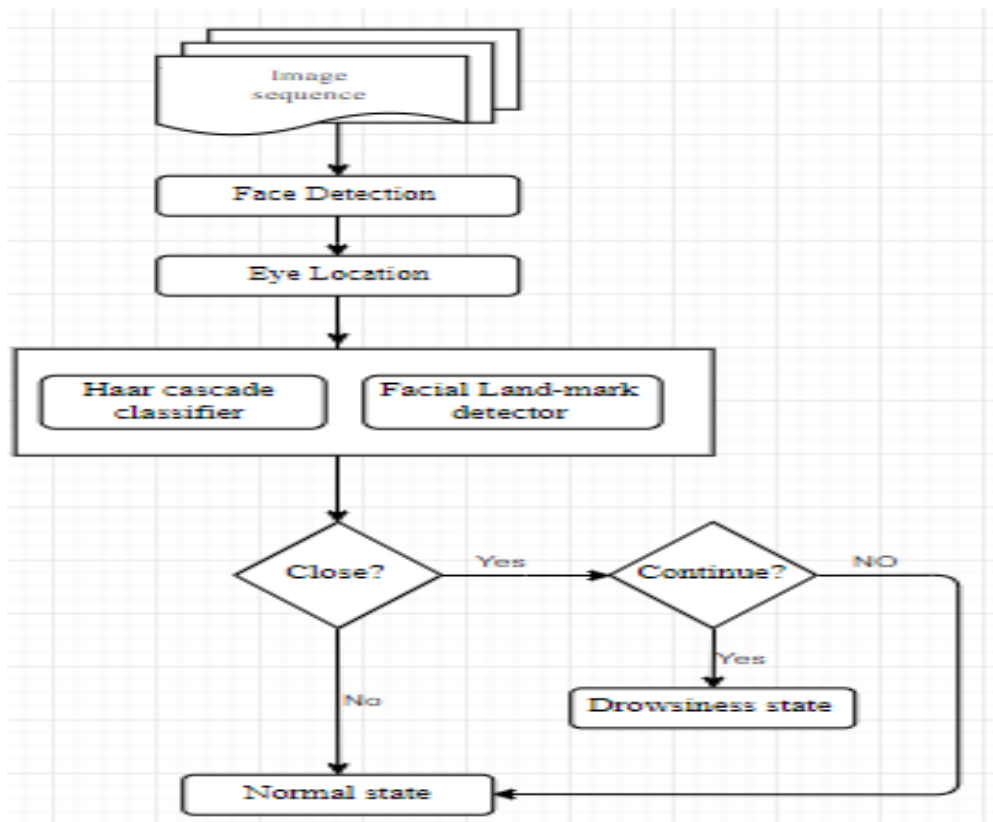 Image
sequence
Face Detection
Eye Location
Haar cascade
classifier
Facial Land-mark
detector
Close?
Yes
Continue?
NO
Yes
Drowsiness state
No
Normal state